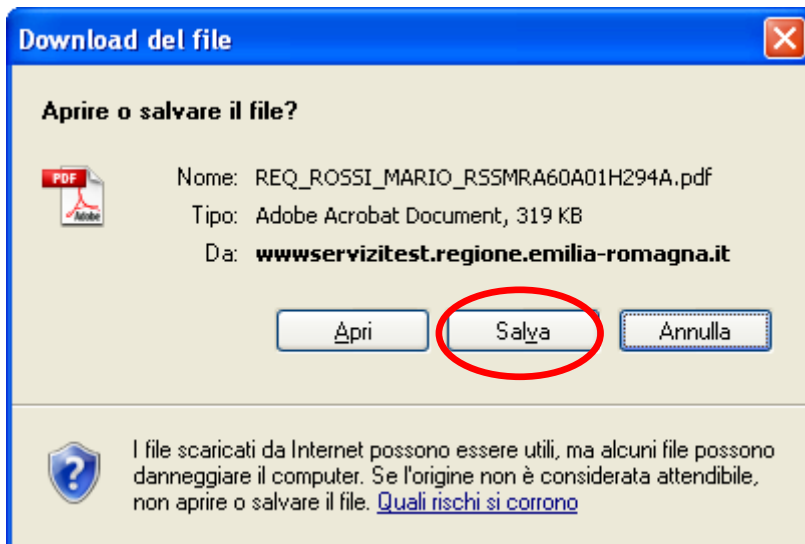 Download del file
Aprire o salvare il file?
PDF
Adobe
Nome: REQ_ROSSI_MARIO_RSSMRA60A01H294A.pdf
Tipo: Adobe Acrobat Document, 319 KB
Da: wwwservizitest.regione.emilia-romagna.it
Apri Salva Annulla
I file scaricati da Internet possono essere utili, ma alcuni file possono
danneggiare il computer. Se l'origine non è considerata attendibile,
non aprire o salvare il file. Quali rischi si corrono